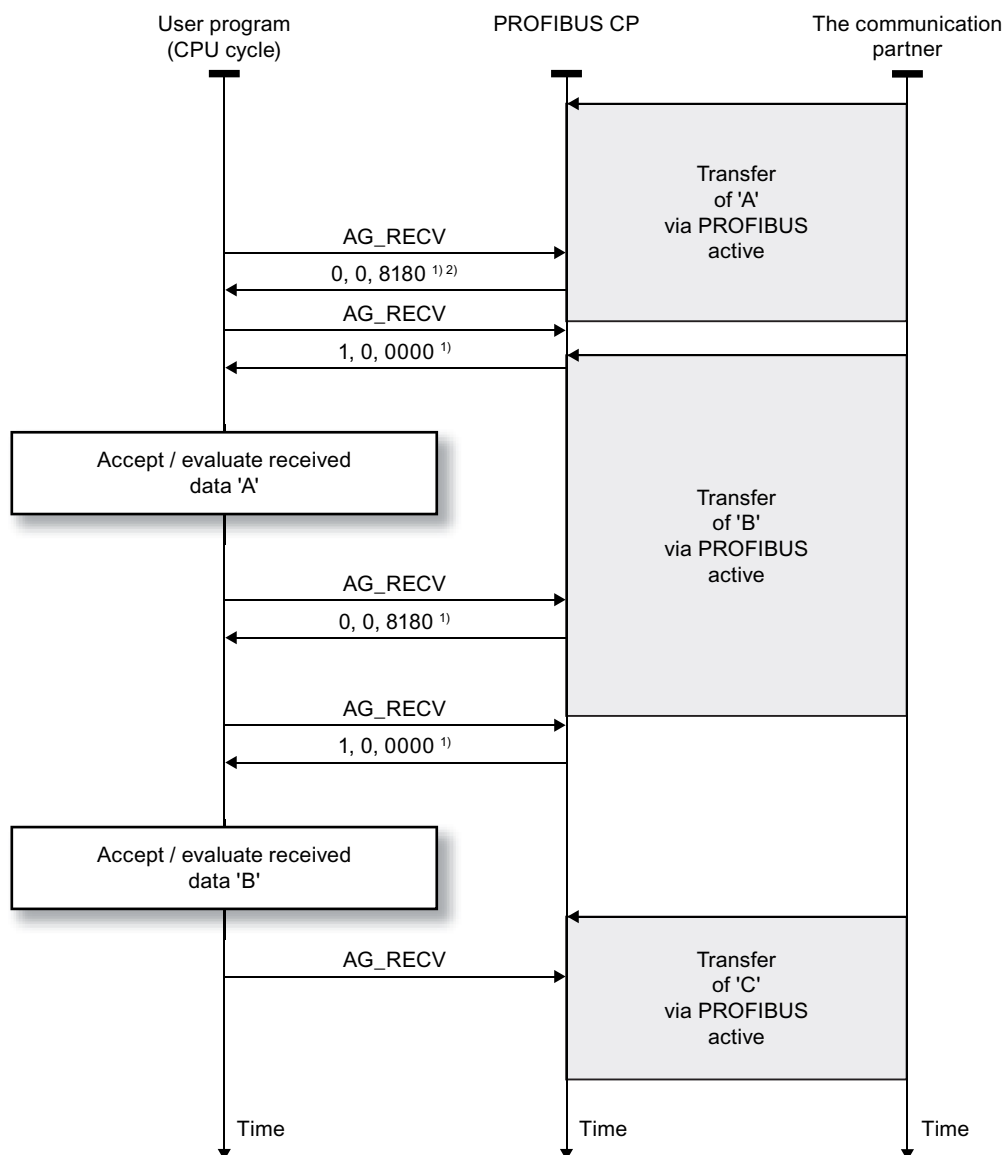 User program
(CPU cycle)
PROFIBUS CP
The communication
partner
Transfer
of 'A'
via PROFIBUS
active
AG_RECV
0, 0, 8180 1) 2)
AG_RECV
1, 0, 0000 1)
Accept / evaluate received
data 'A'
Transfer
of 'B'
via PROFIBUS
active
AG_RECV
0, 0, 8180 1)
AG_RECV
1, 0, 0000 1)
Accept / evaluate received
data 'B'
AG_RECV
Transfer
of 'C'
via PROFIBUS
active
Time
Time
Time